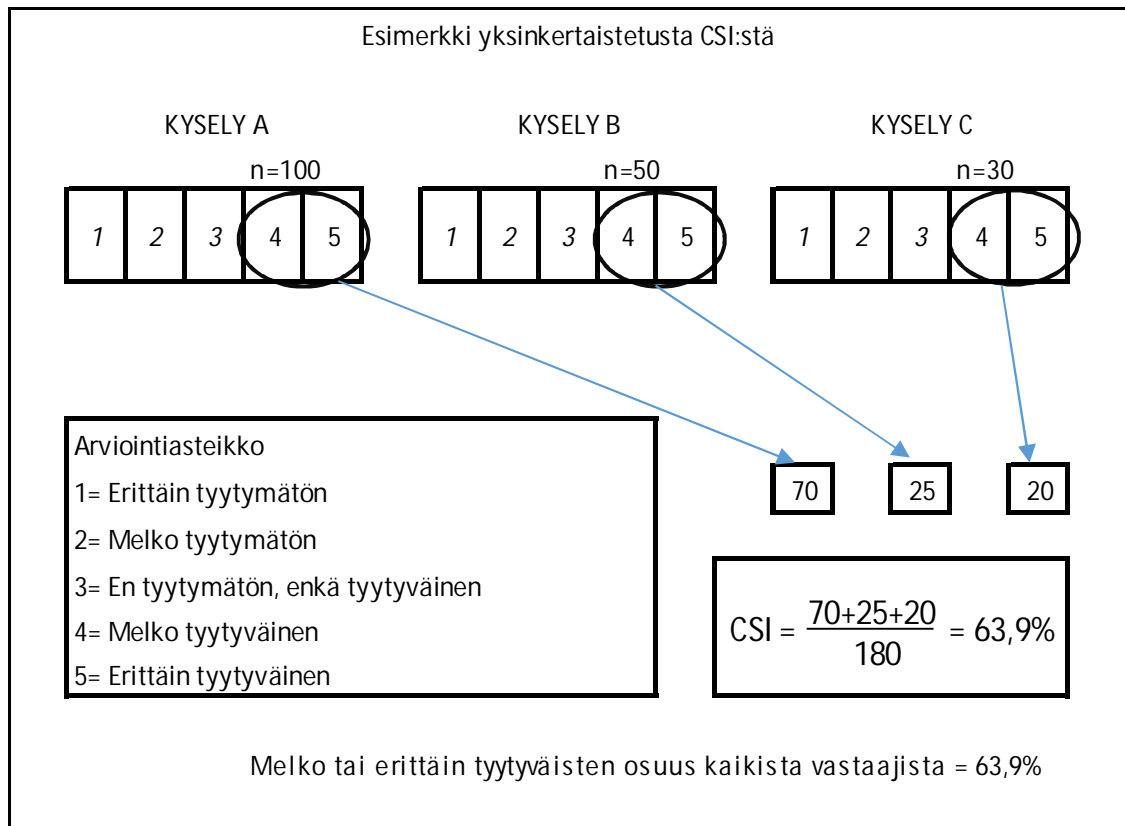 Esimerkki yksinkertaistetusta CSI:stä
KYSELY A KYSELY B KYSELY C
n=100 n=50 n=30
1 2 3 4 5 1 2 3 4 5 1 2 3 4 5
Arviointiasteikko
1= Erittäin tyytymätön
2= Melko tyytymätön
3= En tyytymätön, enkä tyytyväinen
4= Melko tyytyväinen
5= Erittäin tyytyväinen
70 25 20
70+25+20
CSI = = 63,9%
180
Melko tai erittäin tyytyväisten osuus kaikista vastaajista = 63,9%